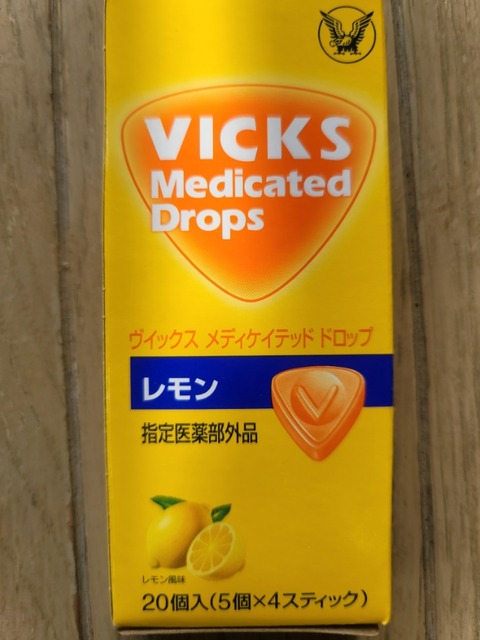 VICKS
Medicated
Drops
ヴイックス メディケイテッド ドロップ
レモン
指定医薬部外品
レモン風味
20個入(5個×4スティック)